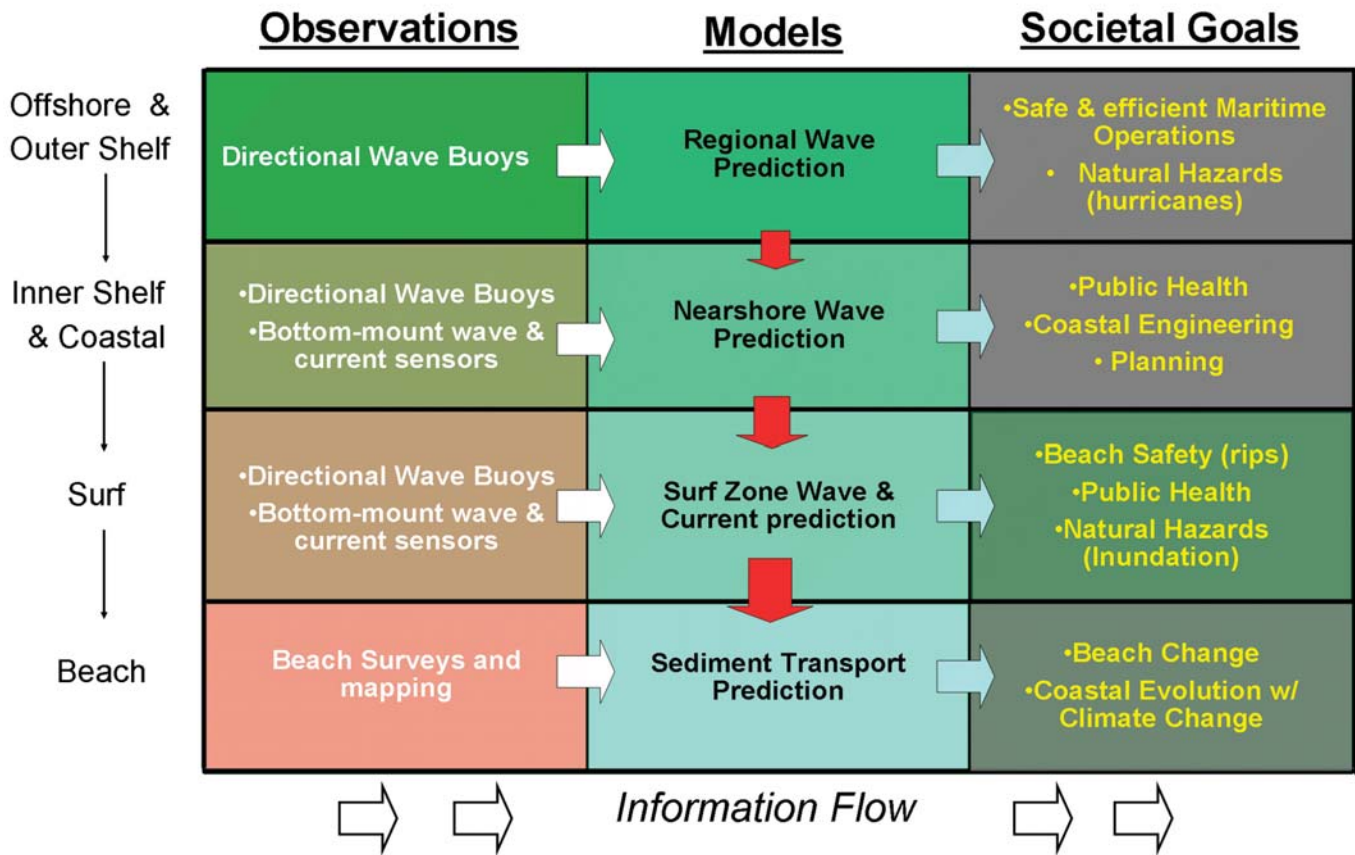 Observations
Models
Societal Goals
Offshore &
Outer Shelf
Directional Wave Buoys
Regional Wave
Prediction
•Safe & efficient Maritime
Operations
• Natural Hazards
(hurricanes)
Inner Shelf
& Coastal
•Directional Wave Buoys
•Bottom-mount wave &
current sensors
Nearshore Wave
Prediction
•Public Health
•Coastal Engineering
• Planning
Surf
•Directional Wave Buoys
•Bottom-mount wave &
current sensors
Surf Zone Wave &
Current prediction
•Beach Safety (rips)
•Public Health
•Natural Hazards
(Inundation)
Beach
Beach Surveys and
mapping
Sediment Transport
Prediction
•Beach Change
•Coastal Evolution w/
Climate Change
Information Flow